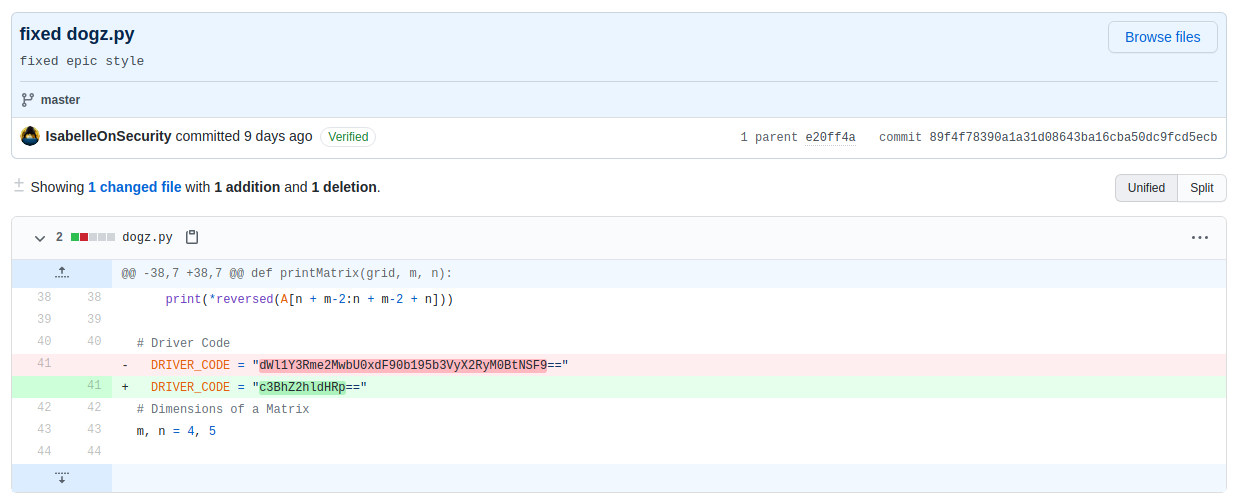 fixed dogz.py
Browse files
fixed epic style
master
IsabelleOnSecurity committed 9 days ago Verified 1 parent e20ff4a commit 89f4f78390a1a31d08643ba16cba50dc9fcd5ecb
Showing 1 changed file with 1 addition and 1 deletion. Unified Split
2 dogz.py
@@ -38,7 +38,7 @@ def printMatrix(grid, m, n):
38 38 print(*reversed(A[n + m-2:n + m-2 + n]))
39 39
40 40 # Driver Code
41 - DRIVER_CODE = "dWl1Y3Rme2MwbU0xdF90b195b3VyX2RyM0BtNSF9=="
41 + DRIVER_CODE = "c3BhZ2hldHRp=="
42 42 # Dimensions of a Matrix
43 43 m, n = 4, 5
44 44